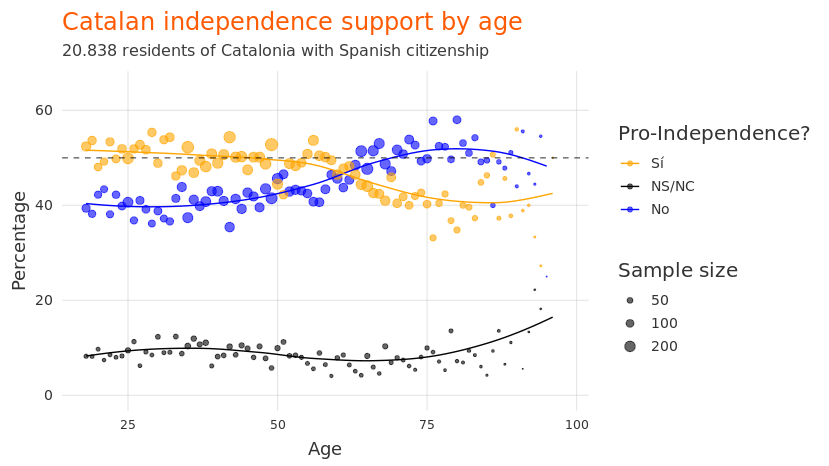 Catalan independence support by age
20.838 residents of Catalonia with Spanish citizenship
60
40
20
0
Percentage
25
50
75
100
Age
Pro-Independence?
Sí
NS/NC
No
Sample size
50
100
200